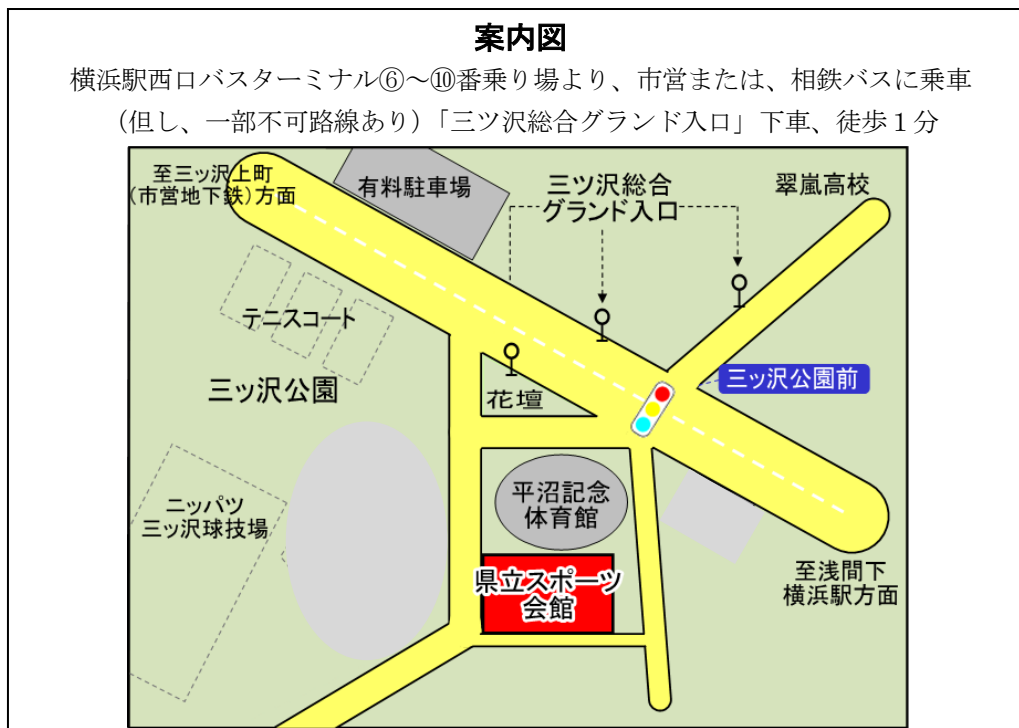 案内図
横浜駅西口バスターミナル⑥～⑩番乗り場より、市営または、相鉄バスに乗車
（但し、一部不可路線あり）「三ツ沢総合グランド入口」下車、徒歩１分
至三ッ沢上町
(市営地下鉄)方面
有料駐車場
三ツ沢総合
グランド入口
翠嵐高校
テニスコート
三ッ沢公園
花壇
三ッ沢公園前
ニッパツ
三ッ沢球技場
平沼記念
体育館
県立スポーツ
会館
至浅間下
横浜駅方面